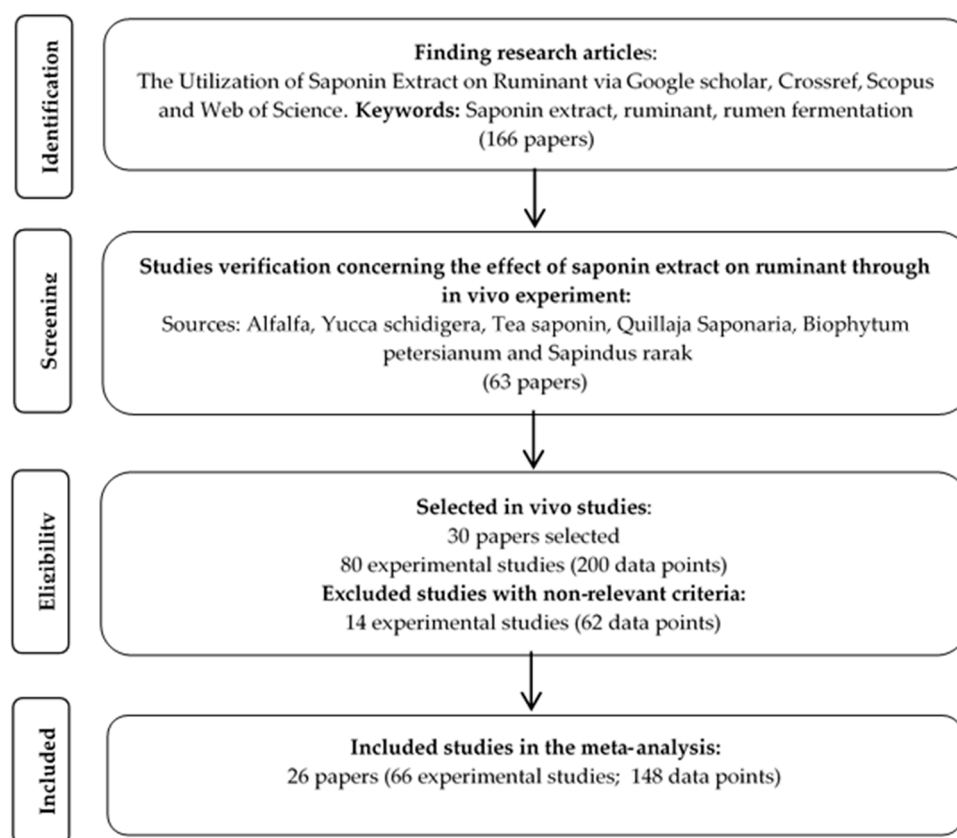 Identification
Finding research articles:
The Utilization of Saponin Extract on Ruminant via Google scholar, Crossref, Scopus
and Web of Science. Keywords: Saponin extract, ruminant, rumen fermentation
(166 papers)
Screening
Studies verification concerning the effect of saponin extract on ruminant through
in vivo experiment:
Sources: Alfalfa, Yucca schidigera, Tea saponin, Quillaja Saponaria, Biophytum
petersianum and Sapindus rarak
(63 papers)
Eligibility
Selected in vivo studies:
30 papers selected
80 experimental studies (200 data points)
Excluded studies with non-relevant criteria:
14 experimental studies (62 data points)
Included
Included studies in the meta-analysis:
26 papers (66 experimental studies; 148 data points)